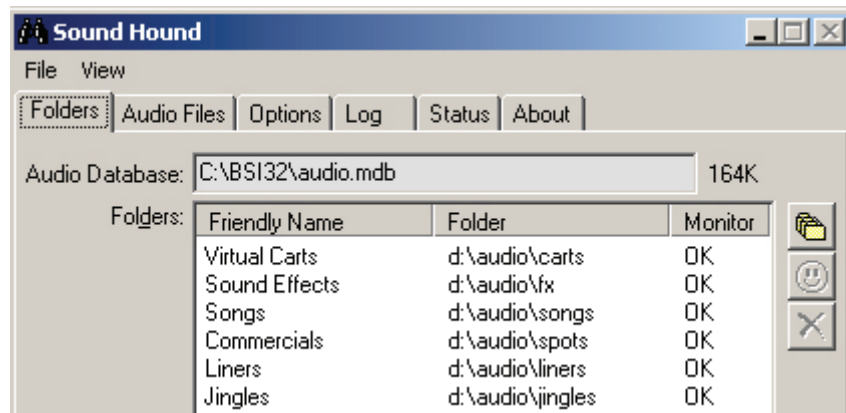 Sound Hound
File View
Folders Audio Files Options Log Status About
Audio Database: C:\BSI32\audio.mdb 164K
Folders: Friendly Name Folder Monitor
Virtual Carts d:\audio\carts OK
Sound Effects d:\audio\fx OK
Songs d:\audio\songs OK
Commercials d:\audio\spots OK
Liners d:\audio\liners OK
Jingles d:\audio\jingles OK